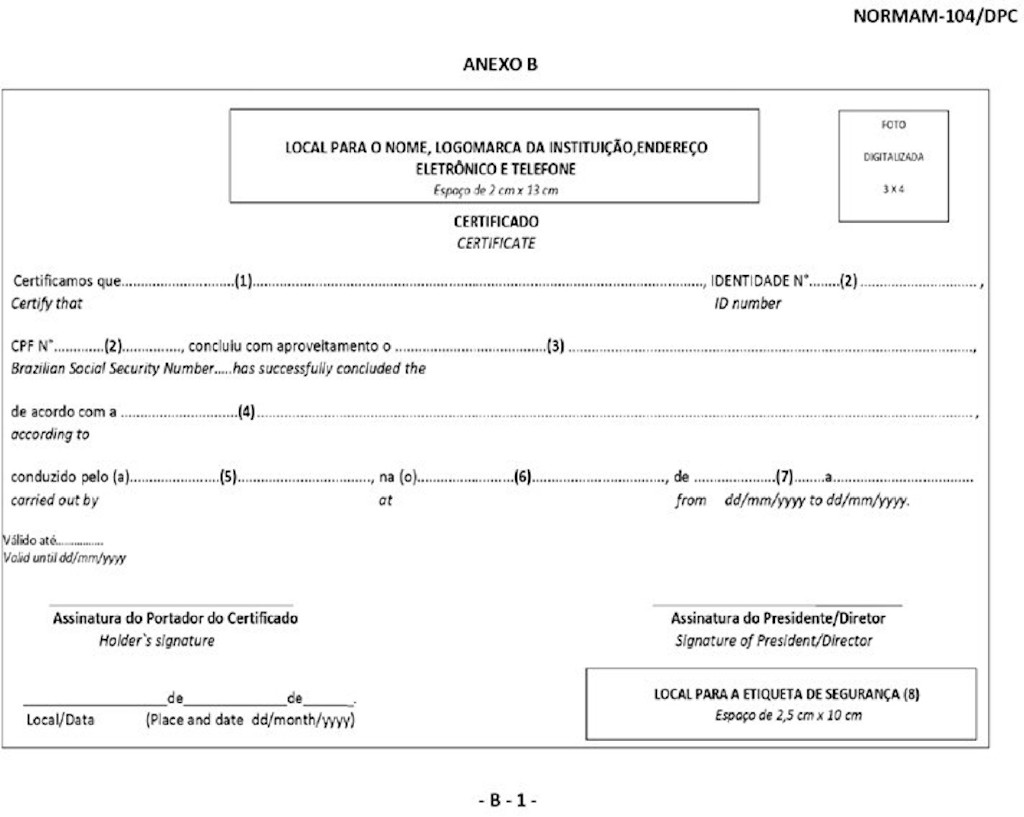 NORMAM-104/DPC
ANEXO B
LOCAL PARA O NOME, LOGOMARCA DA INSTITUIÇÃO,ENDEREÇO
ELETRÔNICO E TELEFONE
Espaço de 2 cm x 13 cm
FOTO
DIGITALIZADA
3 X 4
CERTIFICADO
CERTIFICATE
Certificamos que............................(1)................................................................................................................, IDENTIDADE N°........(2) ............................. ,
Certify that ID number
CPF N°.............(2)..............., concluiu com aproveitamento o ......................................(3) .....................................................................................................,
Brazilian Social Security Number.....has successfully concluded the
de acordo com a .............................(4)...................................................................................................................................................................................... ,
according to
conduzido pelo (a)......................(5)................................., na (o)........................(6)................................., de ....................(7)........a...................................
carried out by at from dd/mm/yyyy to dd/mm/yyyy.
Válido até...............
Valid until dd/mm/yyyy
______________________________ ______________________________
Assinatura do Portador do Certificado Assinatura do Presidente/Diretor
Holder`s signature Signature of President/Director
__________________de_____________de_______.
Local/Data (Place and date dd/month/yyyy)
LOCAL PARA A ETIQUETA DE SEGURANÇA (8)
Espaço de 2,5 cm x 10 cm
- B - 1 -